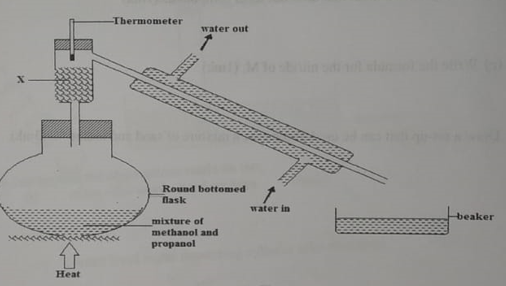 Thermometer
water out
X
Round bottomed
flask
water in
beaker
mixture of
methanol and
propanol
Heat